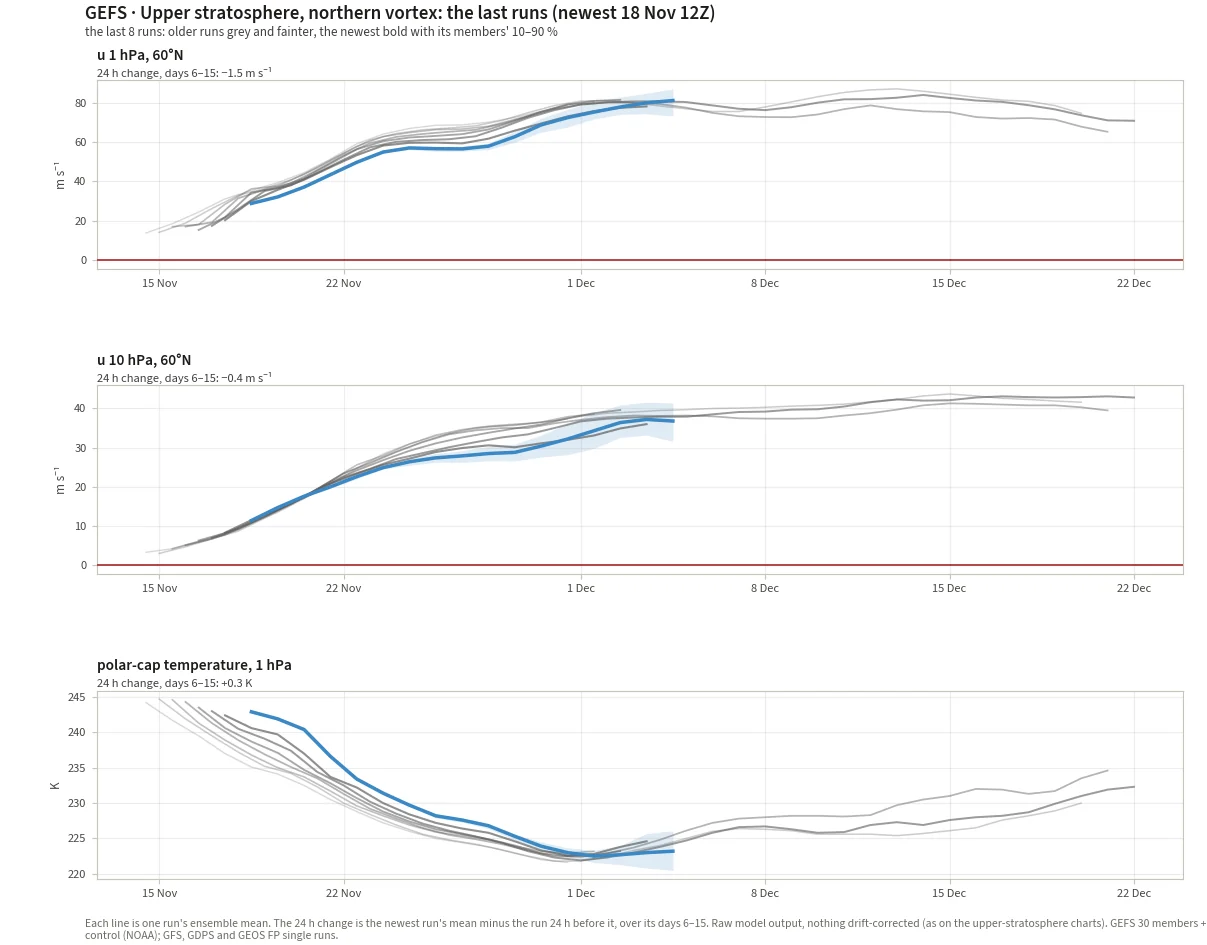 GEFS · Upper stratosphere, northern vortex: the last runs (newest 18 Nov 12Z)
the last 8 runs: older runs grey and fainter, the newest bold with its members' 10–90 %
u 1 hPa, 60°N
24 h change, days 6–15: −1.5 m s⁻¹
80
60
40
20
0
m s⁻¹
15 Nov
22 Nov
1 Dec
8 Dec
15 Dec
22 Dec
u 10 hPa, 60°N
24 h change, days 6–15: −0.4 m s⁻¹
40
30
20
10
0
m s⁻¹
15 Nov
22 Nov
1 Dec
8 Dec
15 Dec
22 Dec
polar-cap temperature, 1 hPa
24 h change, days 6–15: +0.3 K
245
240
235
230
225
220
K
15 Nov
22 Nov
1 Dec
8 Dec
15 Dec
22 Dec
Each line is one run's ensemble mean. The 24 h change is the newest run's mean minus the run 24 h before it, over its days 6–15. Raw model output, nothing drift-corrected (as on the upper-stratosphere charts). GEFS 30 members +
control (NOAA); GFS, GDPS and GEOS FP single runs.